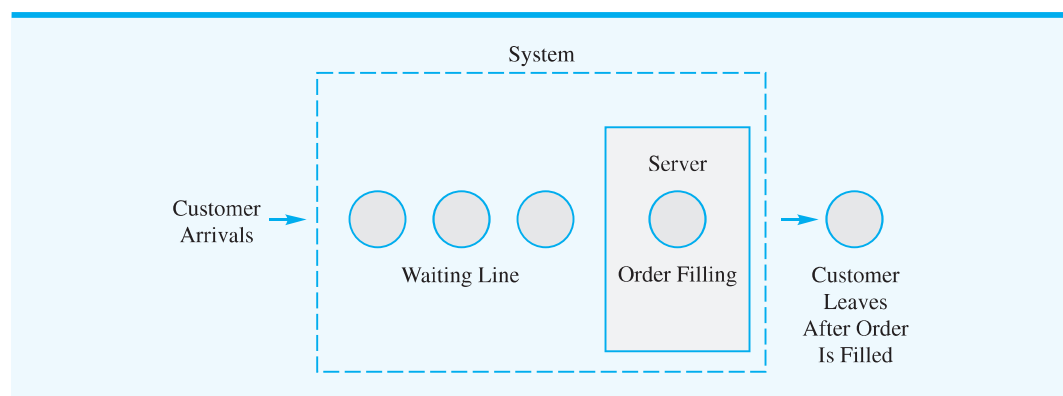 System
Server
Customer
Arrivals
Waiting Line
Order Filling
Customer
Leaves
After Order
Is Filled